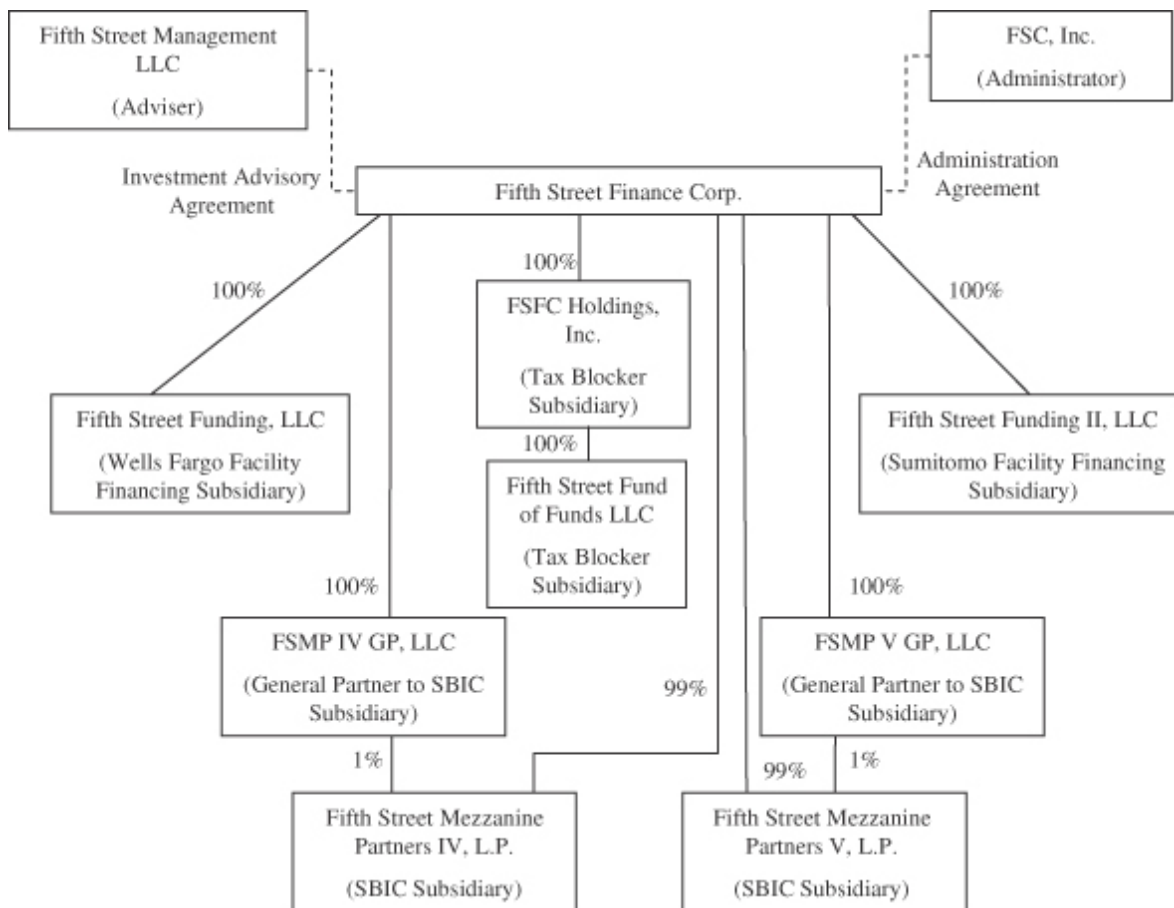 Fifth Street Management
LLC
(Adviser)
FSC, Inc.
(Administrator)
Investment Advisory
Agreement
Administration
Agreement
Fifth Street Finance Corp.
100%
100%
100%
FSFC Holdings,
Inc.
(Tax Blocker
Subsidiary)
Fifth Street Funding, LLC
(Wells Fargo Facility
Financing Subsidiary)
Fifth Street Funding II, LLC
(Sumitomo Facility Financing
Subsidiary)
100%
Fifth Street Fund
of Funds LLC
(Tax Blocker
Subsidiary)
100%
100%
FSMP IV GP, LLC
(General Partner to SBIC
Subsidiary)
99%
FSMP V GP, LLC
(General Partner to SBIC
Subsidiary)
1%
99%
1%
Fifth Street Mezzanine
Partners IV, L.P.
(SBIC Subsidiary)
Fifth Street Mezzanine
Partners V, L.P.
(SBIC Subsidiary)